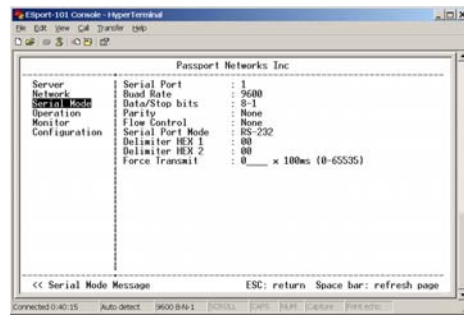 ESport-101 Console - HyperTerminal
File Edit View Call Transfer Help
Passport Networks Inc
Server
Network
Serial Mode
Operation
Monitor
Configuration
Serial Port : 1
Buad Rate : 9600
Data/Stop bits : 8-1
Parity : None
Flow Control : None
Serial Port Mode : RS-232
Delimiter HEX 1 : 00
Delimiter HEX 2 : 00
Force Transmit : 0____ x 100ms (0-65535)
<< Serial Mode Message ESC: return Space bar: refresh page
Connected 0:40:15 Auto detect 9600 8-N-1 SCROLL CAPS NUM Capture Print echo